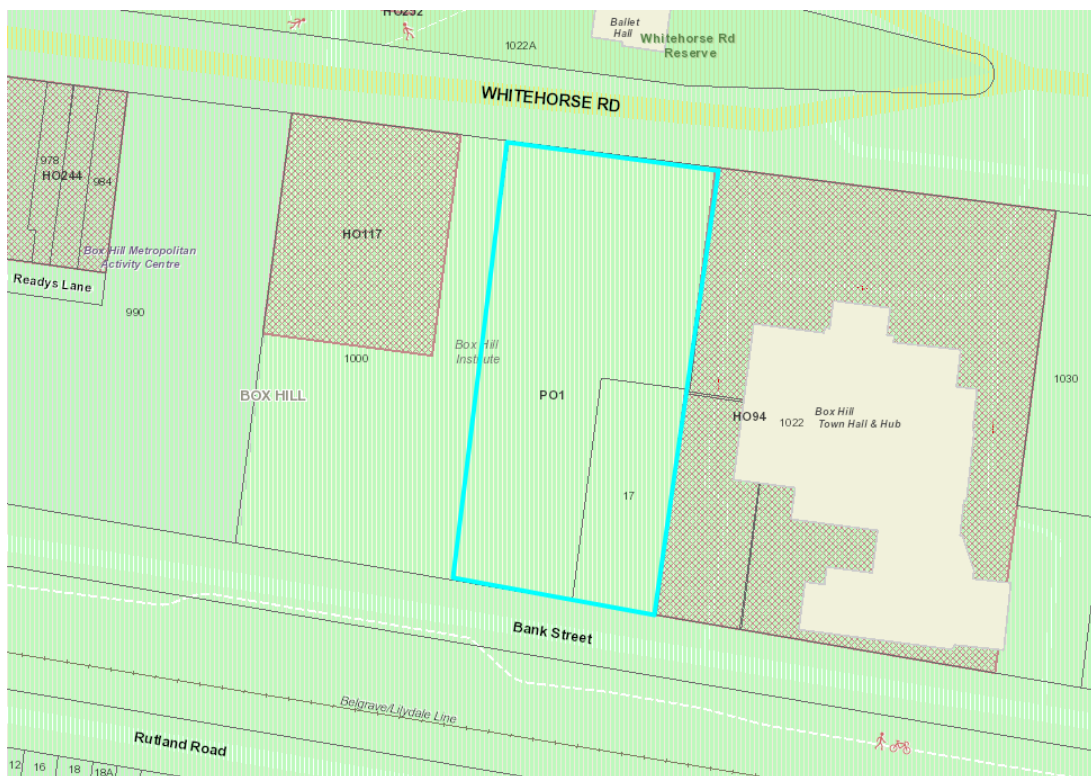 HO252
Ballet
Hall
Whitehorse Rd
Reserve
1022A
WHITEHORSE RD
978
HO244
984
HO117
Box Hill Metropolitan
Activity Centre
Readys Lane
990
1000
Box Hill
Institute
BOX HILL
PO1
17
HO94
1022
Box Hill
Town Hall & Hub
1030
Bank Street
Belgrave/Lilydale Line
Rutland Road
12
16
18
18A